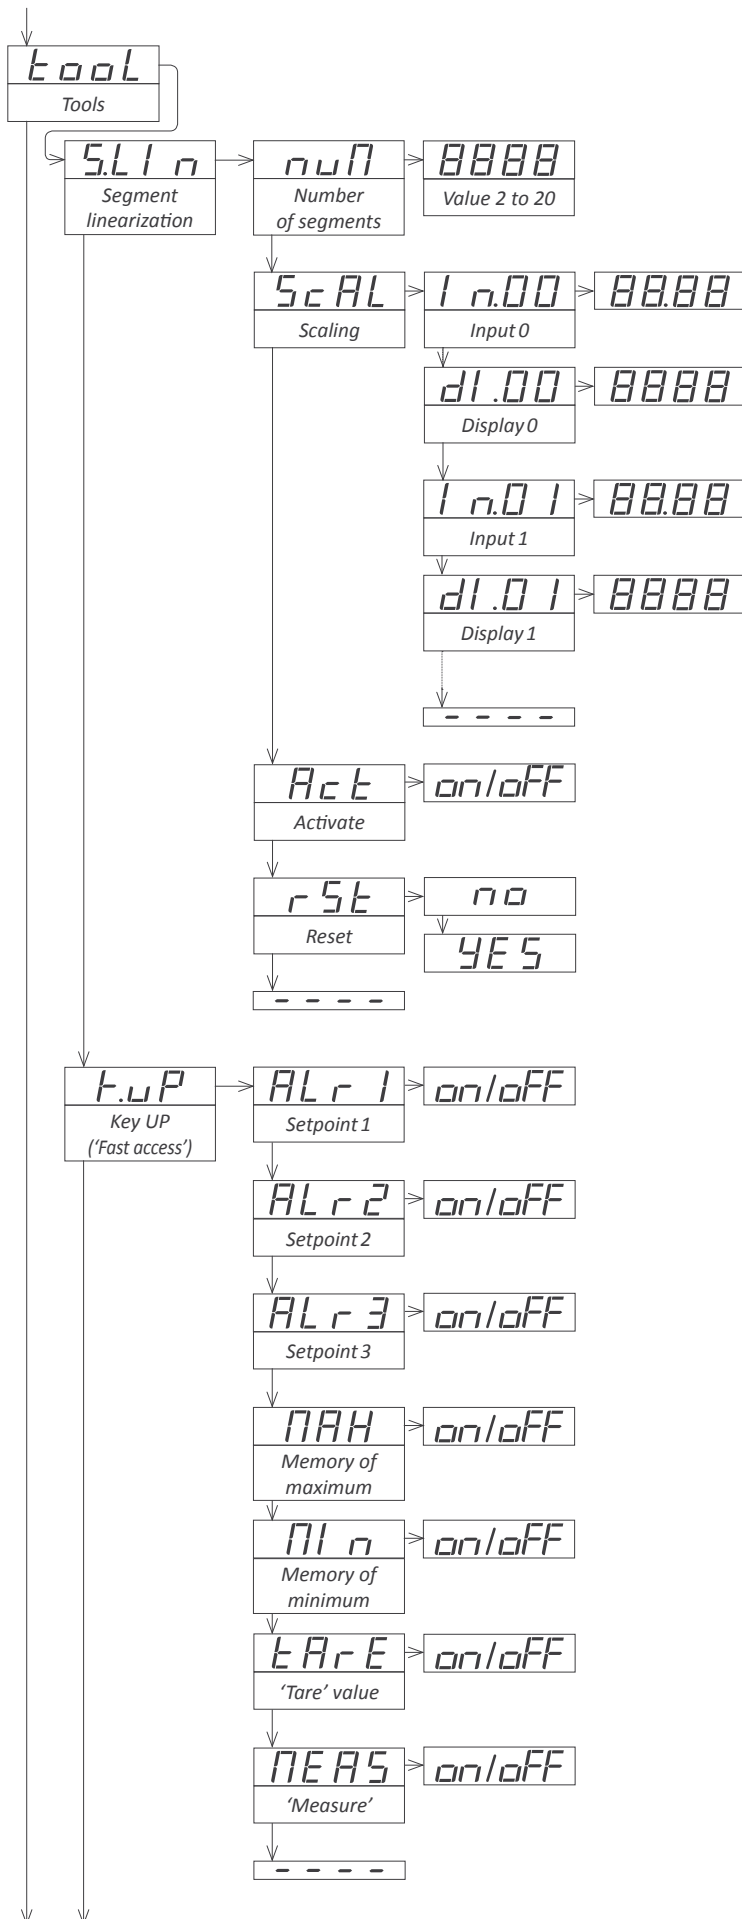 tooL
Tools
S.LIn
nuM
8888
Segment
linearization
Number
of segments
Value 2 to 20
ScAL
In.00
88.88
Scaling
Input 0
dI.00
8888
Display 0
In.01
88.88
Input 1
dI.01
8888
Display 1
- - - -
Act
on/oFF
Activate
rSt
no
Reset
YES
- - - -
K.uP
ALr1
on/oFF
Key UP
(‘Fast access’)
Setpoint 1
ALr2
on/oFF
Setpoint 2
ALr3
on/oFF
Setpoint 3
MAH
on/oFF
Memory of
maximum
MIn
on/oFF
Memory of
minimum
tArE
on/oFF
‘Tare’ value
MEAS
on/oFF
‘Measure’
- - - -